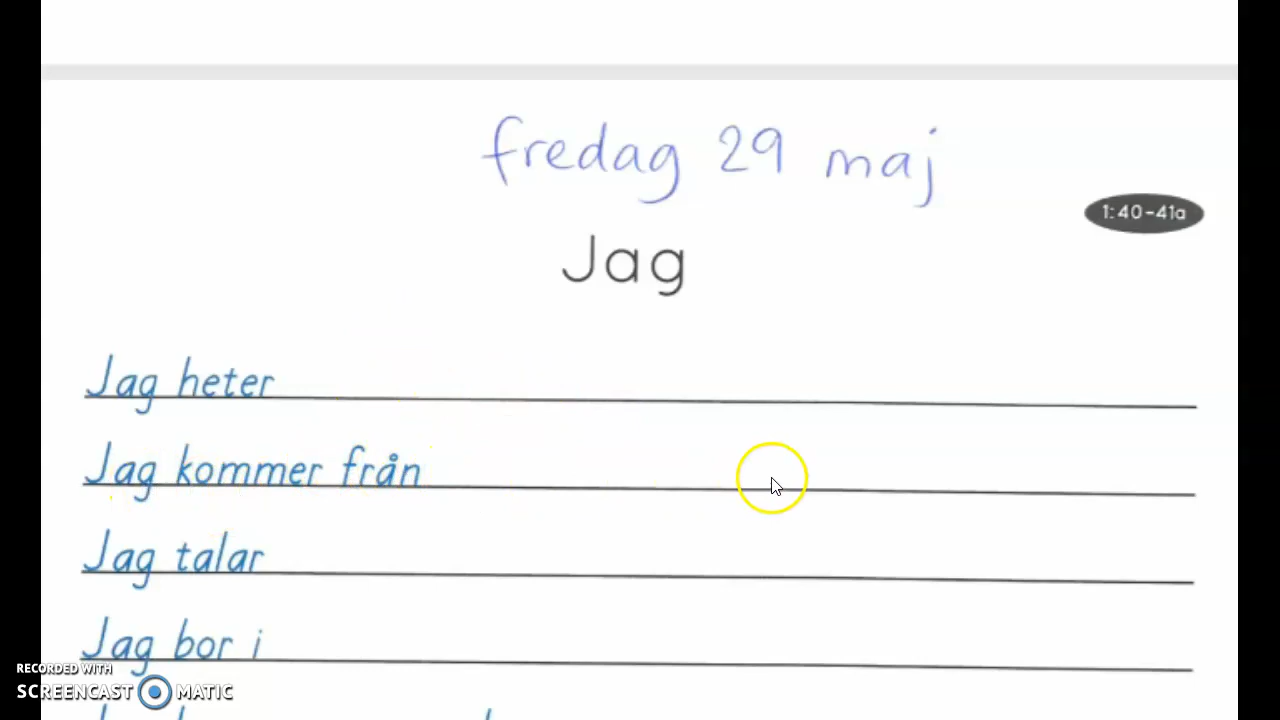 fredag 29 maj
1:40-41a
Jag
Jag heter
Jag kommer från
Jag talar
Jag bor i
RECORDED WITH
SCREENCAST MATIC